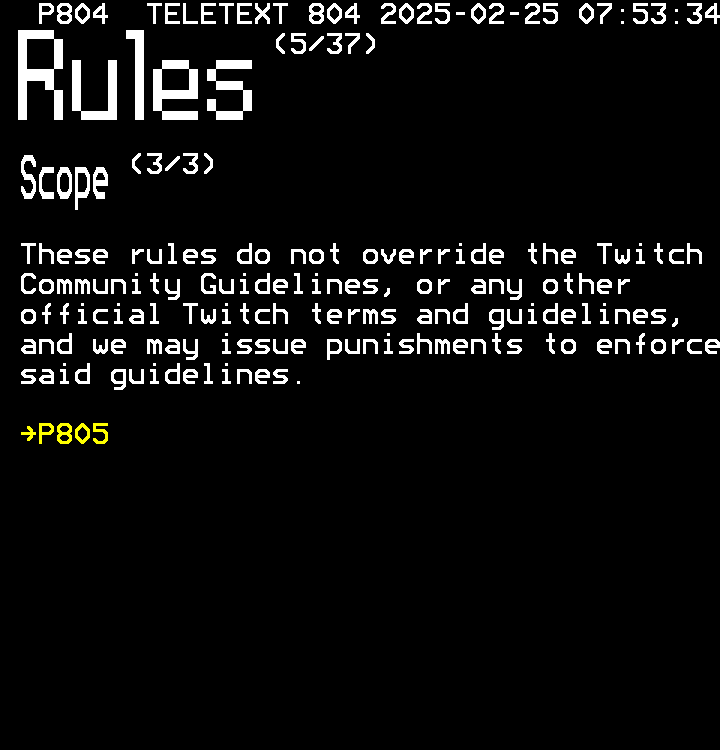 P804 TELETEXT 804 2025-02-25 07:53:34
Rules (5/37)
Scope (3/3)
These rules do not override the Twitch
Community Guidelines, or any other
official Twitch terms and guidelines,
and we may issue punishments to enforce
said guidelines.
→P805